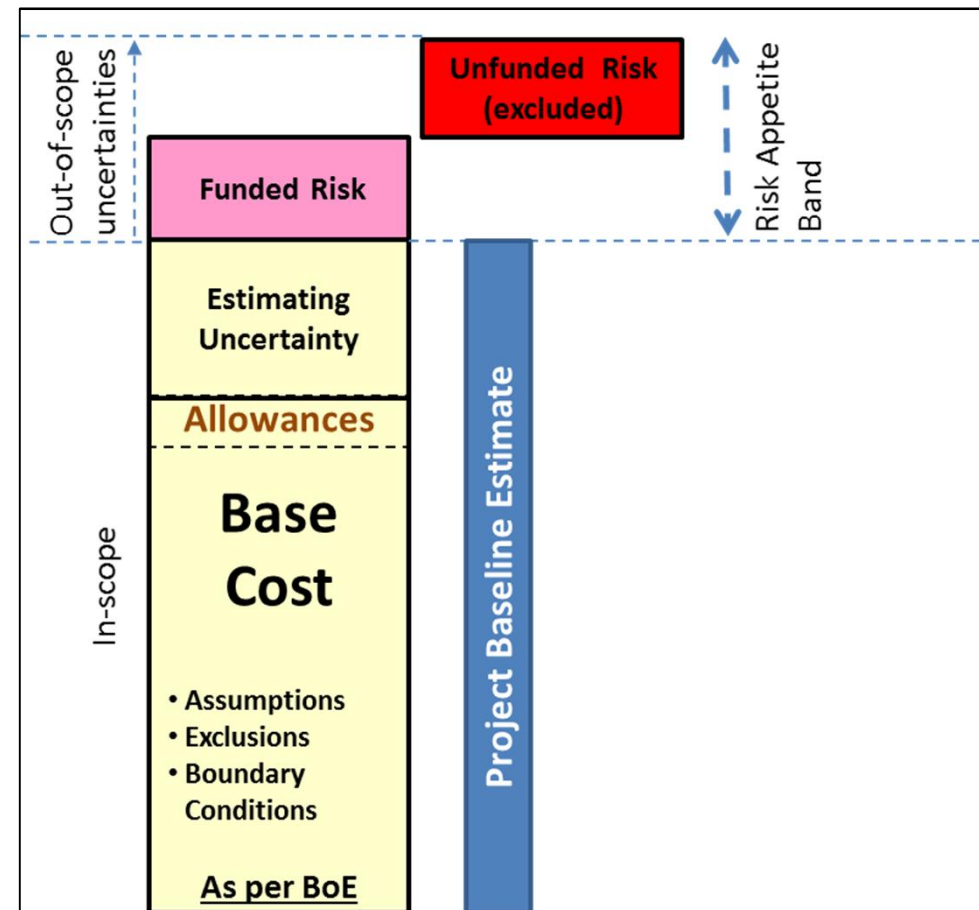 Out-of-scope
uncertainties
Unfunded Risk
(excluded)
Risk Appetite
Band
Funded Risk
Estimating
Uncertainty
Allowances
Base
Cost
In-scope
• Assumptions
• Exclusions
• Boundary
Conditions
As per BoE
Project Baseline Estimate